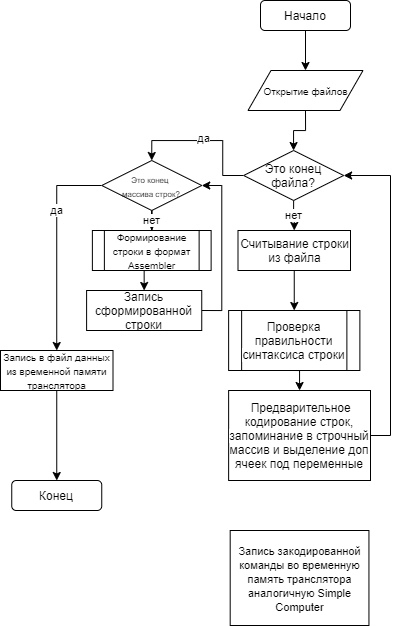 Начало
Открытие файлов
да
Это конец
файла?
Это конец
массива строк?
да
нет
нет
Формирование
строки в формат
Assembler
Считывание строки
из файла
Запись
сформированной
строки
Проверка
правильности
синтаксиса строки
Запись в файл данных
из временной памяти
транслятора
Предварительное
кодирование строк,
запоминание в строчный
массив и выделение доп
ячеек под переменные
Конец
Запись закодированной
команды во временную
память транслятора
аналогичную Simple
Computer